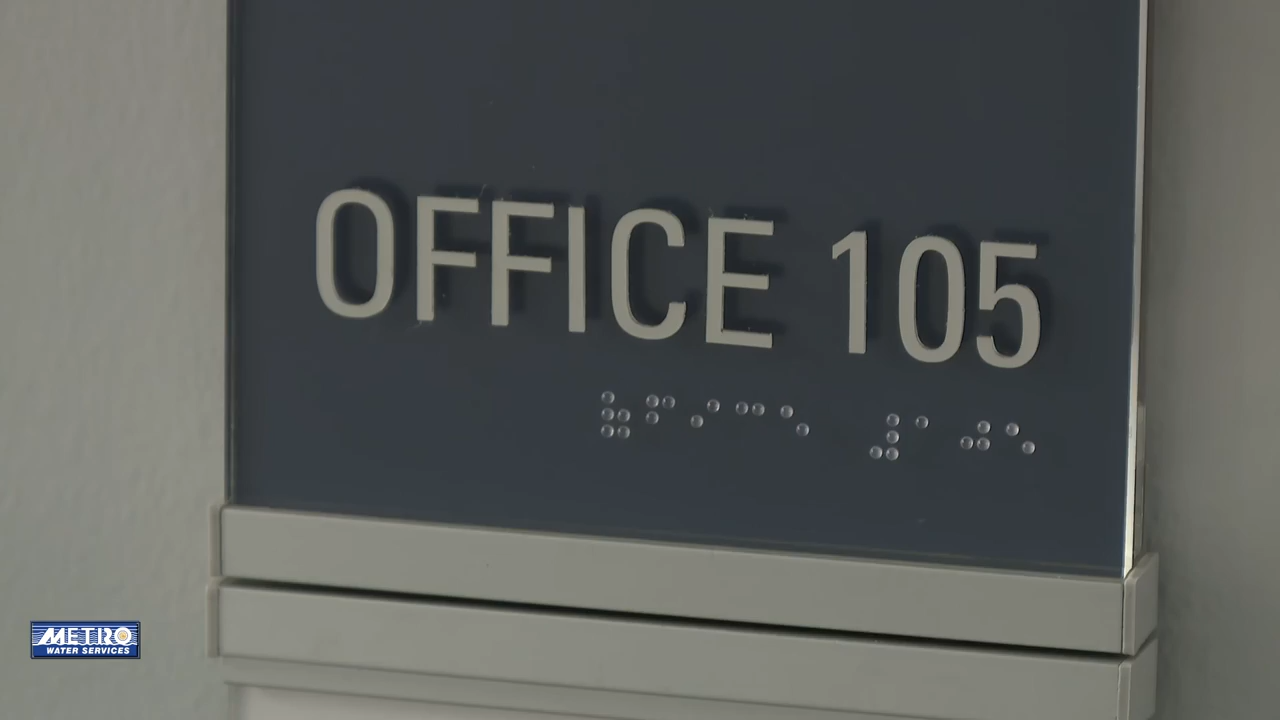 OFFICE 105
⠷⠋⠊⠉⠑ ⠼⠁⠚⠑
METRO
WATER SERVICES